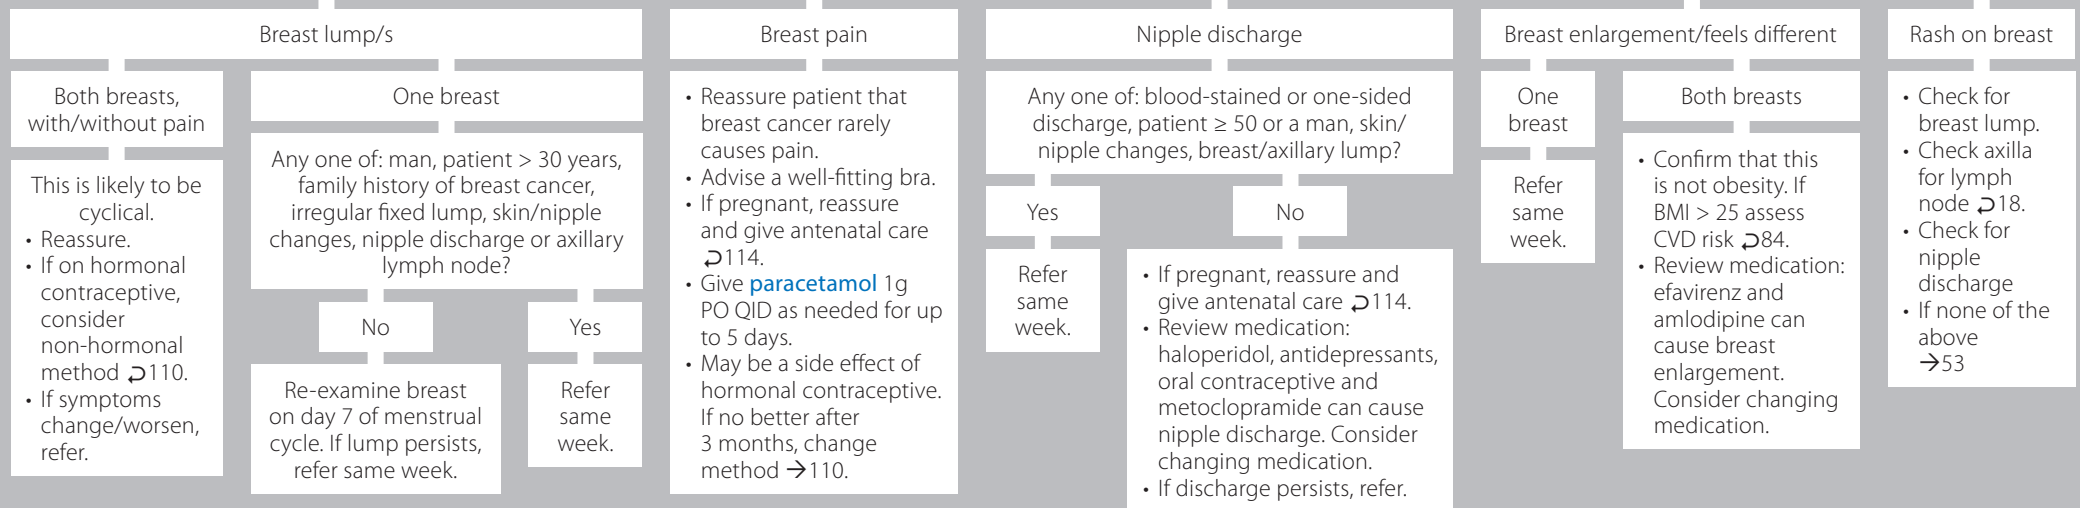 Breast lump/s
Both breasts,
with/without pain
This is likely to be
cyclical.
• Reassure.
• If on hormonal
contraceptive,
consider
non-hormonal
method ⮌110.
• If symptoms
change/worsen,
refer.
One breast
Any one of: man, patient > 30 years,
family history of breast cancer,
irregular fixed lump, skin/nipple
changes, nipple discharge or axillary
lymph node?
No
Re-examine breast
on day 7 of menstrual
cycle. If lump persists,
refer same week.
Yes
Refer
same
week.
Breast pain
• Reassure patient that
breast cancer rarely
causes pain.
• Advise a well-fitting bra.
• If pregnant, reassure
and give antenatal care
⮌114.
• Give paracetamol 1g
PO QID as needed for up
to 5 days.
• May be a side effect of
hormonal contraceptive.
If no better after
3 months, change
method →110.
Nipple discharge
Any one of: blood-stained or one-sided
discharge, patient ≥ 50 or a man, skin/
nipple changes, breast/axillary lump?
Yes
Refer
same
week.
No
• If pregnant, reassure and
give antenatal care ⮌114.
• Review medication:
haloperidol, antidepressants,
oral contraceptive and
metoclopramide can cause
nipple discharge. Consider
changing medication.
• If discharge persists, refer.
Breast enlargement/feels different
One
breast
Refer
same
week.
Both breasts
• Confirm that this
is not obesity. If
BMI > 25 assess
CVD risk ⮌84.
• Review medication:
efavirenz and
amlodipine can
cause breast
enlargement.
Consider changing
medication.
Rash on breast
• Check for
breast lump.
• Check axilla
for lymph
node ⮌18.
• Check for
nipple
discharge
• If none of the
above
→53